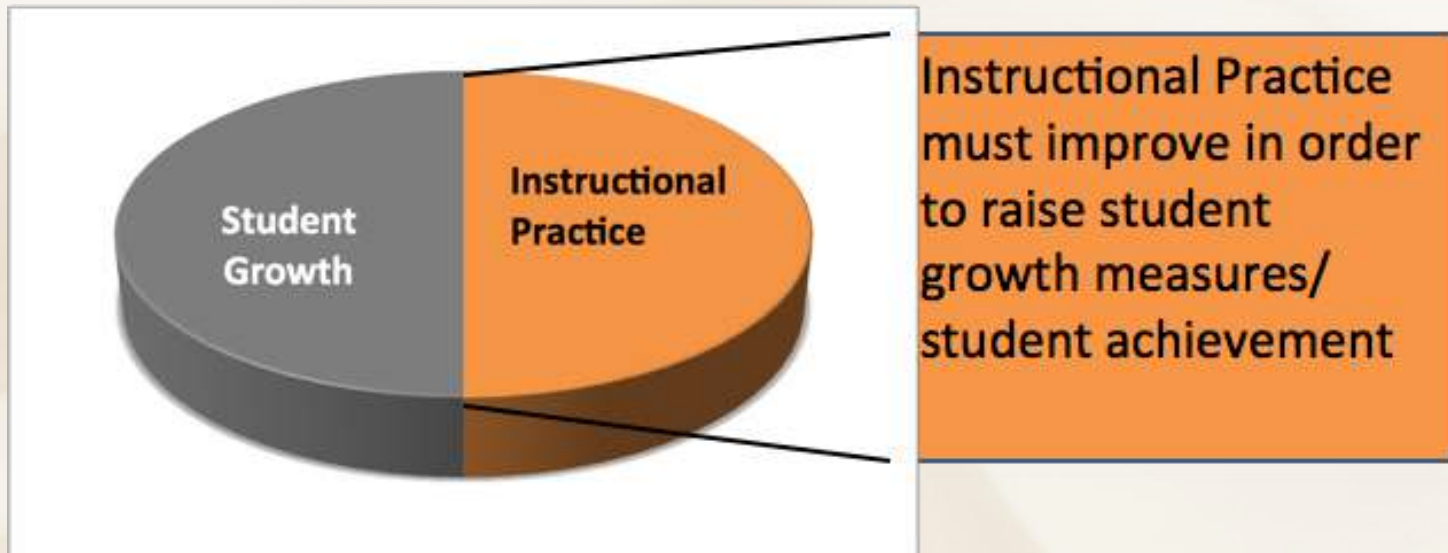 Student
Growth
Instructional
Practice
Instructional Practice
must improve in order
to raise student
growth measures/
student achievement